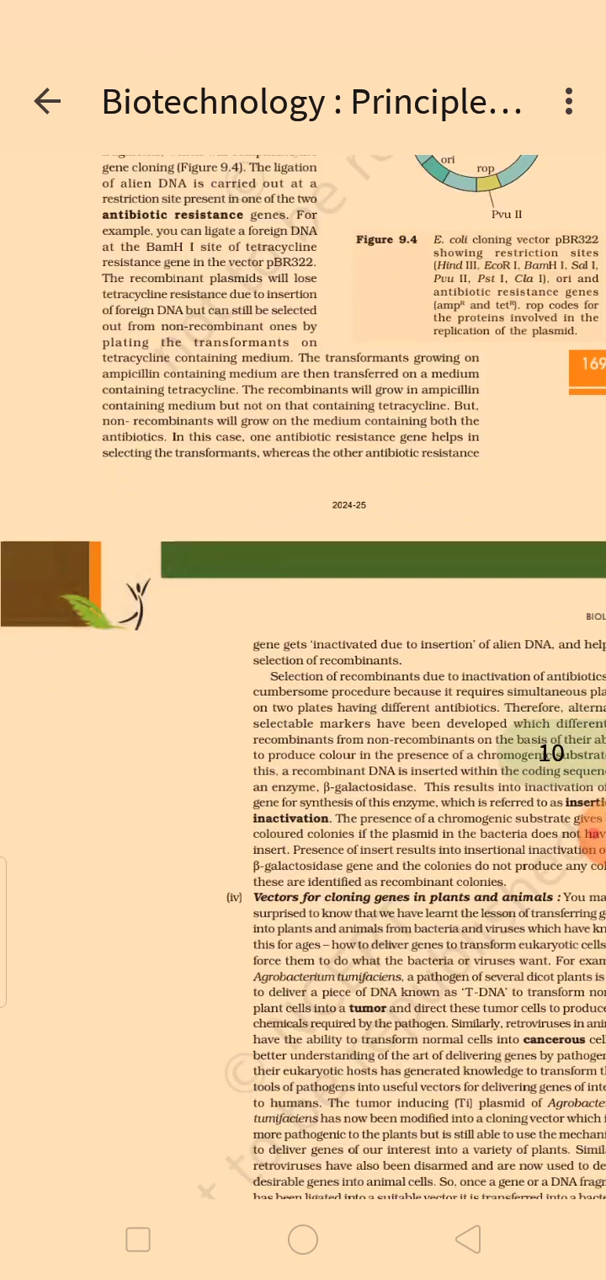 Biotechnology : Principle...
gene cloning (Figure 9.4). The ligation
of alien DNA is carried out at a
restriction site present in one of the two
antibiotic resistance genes. For
example, you can ligate a foreign DNA
at the BamH I site of tetracycline
resistance gene in the vector pBR322.
The recombinant plasmids will lose
tetracycline resistance due to insertion
of foreign DNA but can still be selected
out from non-recombinant ones by
plating the transformants on
tetracycline containing medium. The transformants growing on
ampicillin containing medium are then transferred on a medium
containing tetracycline. The recombinants will grow in ampicillin
containing medium but not on that containing tetracycline. But,
non- recombinants will grow on the medium containing both the
antibiotics. In this case, one antibiotic resistance gene helps in
selecting the transformants, whereas the other antibiotic resistance
ori
rop
Pvu II
Figure 9.4 E. coli cloning vector pBR322
showing restriction sites
(Hind III, EcoR I, BamH I, Sal I,
Pvu II, Pst I, Cla I), ori and
antibiotic resistance genes
(ampᴿ and tetᴿ). rop codes for
the proteins involved in the
replication of the plasmid.
169
2024-25
BIOL
gene gets ‘inactivated due to insertion’ of alien DNA, and help
selection of recombinants.
Selection of recombinants due to inactivation of antibiotics
cumbersome procedure because it requires simultaneous pla
on two plates having different antibiotics. Therefore, alterna
selectable markers have been developed which different
recombinants from non-recombinants on the basis of their ab
to produce colour in the presence of a chromogenic substrate
this, a recombinant DNA is inserted within the coding sequenc
an enzyme, β-galactosidase. This results into inactivation o
gene for synthesis of this enzyme, which is referred to as inserti
inactivation. The presence of a chromogenic substrate gives
coloured colonies if the plasmid in the bacteria does not hav
insert. Presence of insert results into insertional inactivation o
β-galactosidase gene and the colonies do not produce any col
these are identified as recombinant colonies.
10
(iv) Vectors for cloning genes in plants and animals : You ma
surprised to know that we have learnt the lesson of transferring g
into plants and animals from bacteria and viruses which have kn
this for ages – how to deliver genes to transform eukaryotic cells
force them to do what the bacteria or viruses want. For exam
Agrobacterium tumifaciens, a pathogen of several dicot plants is
to deliver a piece of DNA known as ‘T-DNA’ to transform nor
plant cells into a tumor and direct these tumor cells to produce
chemicals required by the pathogen. Similarly, retroviruses in anim
have the ability to transform normal cells into cancerous cel
better understanding of the art of delivering genes by pathogen
their eukaryotic hosts has generated knowledge to transform th
tools of pathogens into useful vectors for delivering genes of inte
to humans. The tumor inducing (Ti) plasmid of Agrobacter
tumifaciens has now been modified into a cloning vector which i
more pathogenic to the plants but is still able to use the mechani
to deliver genes of our interest into a variety of plants. Simil
retroviruses have also been disarmed and are now used to de
desirable genes into animal cells. So, once a gene or a DNA fragm
has been ligated into a suitable vector it is transferred into a bacte